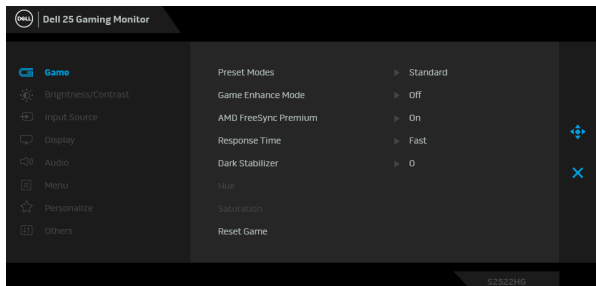 DELL Dell 25 Gaming Monitor
Game
Brightness/Contrast
Input Source
Display
Audio
Menu
Personalize
Others
Preset Modes Standard
Game Enhance Mode Off
AMD FreeSync Premium On
Response Time Fast
Dark Stabilizer 0
Hue
Saturation
Reset Game
S2522HG